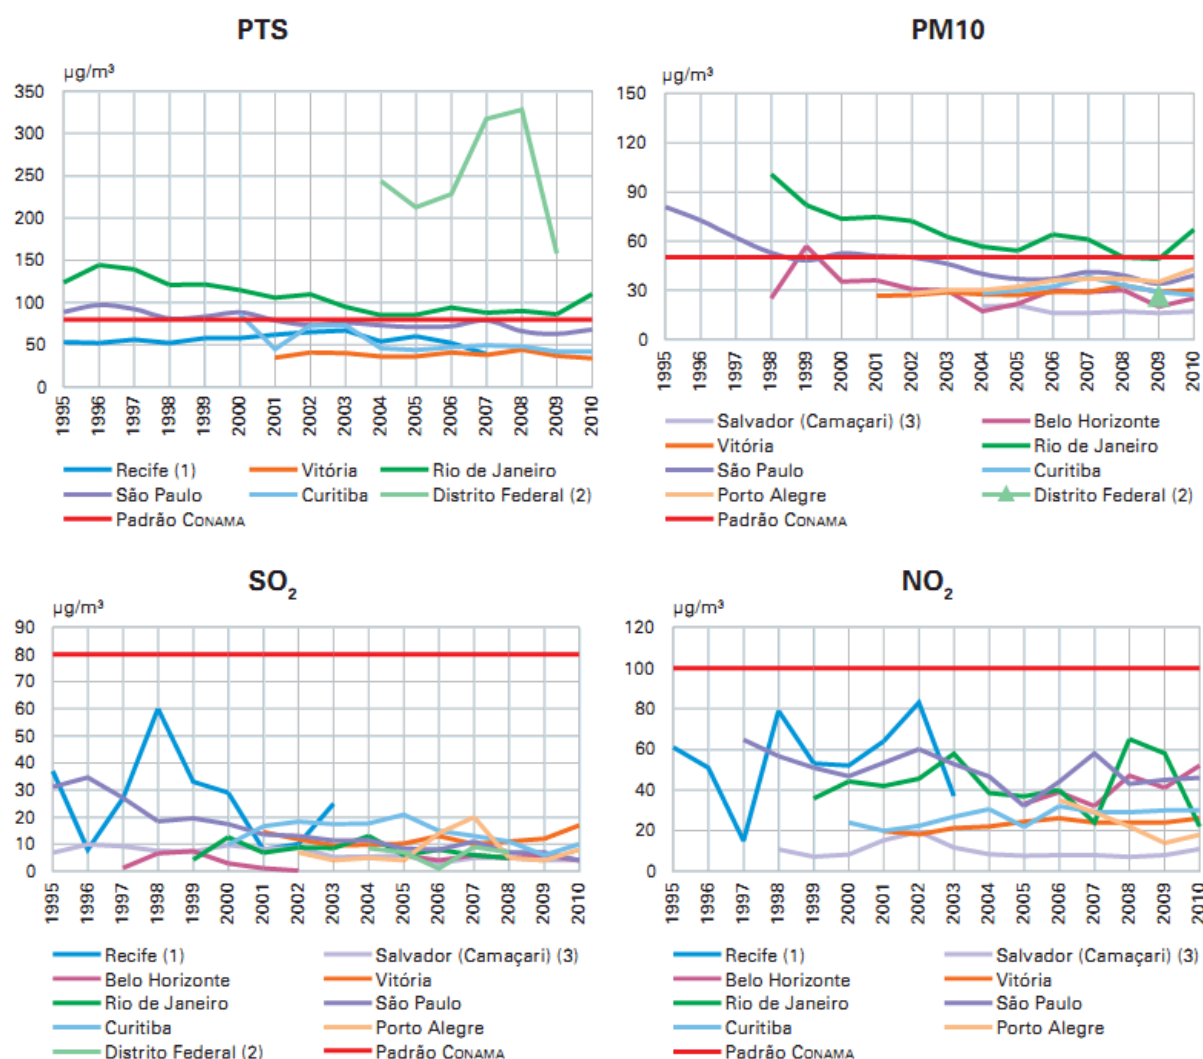 PTS
µg/m³
350
300
250
200
150
100
50
0
1995 1996 1997 1998 1999 2000 2001 2002 2003 2004 2005 2006 2007 2008 2009 2010
Recife (1) Vitória Rio de Janeiro
São Paulo Curitiba Distrito Federal (2)
Padrão CONAMA
PM10
µg/m³
150
120
90
60
30
0
1995 1996 1997 1998 1999 2000 2001 2002 2003 2004 2005 2006 2007 2008 2009 2010
Salvador (Camaçari) (3) Belo Horizonte
Vitória Rio de Janeiro
São Paulo Curitiba
Porto Alegre Distrito Federal (2)
Padrão CONAMA
SO₂
µg/m³
90
80
80
60
50
40
30
20
10
0
1995 1996 1997 1998 1999 2000 2001 2002 2003 2004 2005 2006 2007 2008 2009 2010
Recife (1) Salvador (Camaçari) (3)
Belo Horizonte Vitória
Rio de Janeiro São Paulo
Curitiba Porto Alegre
Distrito Federal (2) Padrão CONAMA
NO₂
µg/m³
120
100
80
60
40
20
0
1995 1996 1997 1998 1999 2000 2001 2002 2003 2004 2005 2006 2007 2008 2009 2010
Recife (1) Salvador (Camaçari) (3)
Belo Horizonte Vitória
Rio de Janeiro São Paulo
Curitiba Porto Alegre
Padrão CONAMA